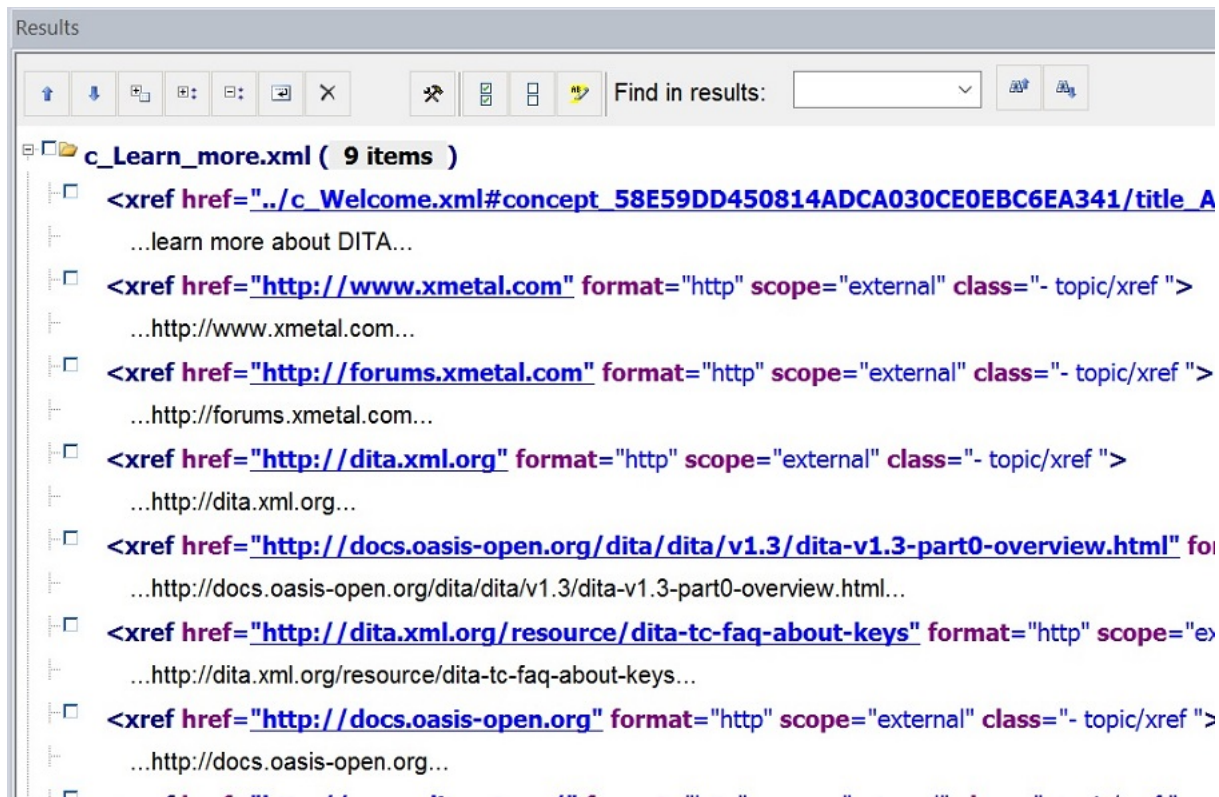 Results
Find in results:
c_Learn_more.xml ( 9 items )
<xref href="../c_Welcome.xml#concept_58E59DD450814ADCA030CE0EBC6EA341/title_A
...learn more about DITA...
<xref href="http://www.xmetal.com" format="http" scope="external" class="- topic/xref ">
...http://www.xmetal.com...
<xref href="http://forums.xmetal.com" format="http" scope="external" class="- topic/xref ">
...http://forums.xmetal.com...
<xref href="http://dita.xml.org" format="http" scope="external" class="- topic/xref ">
...http://dita.xml.org...
<xref href="http://docs.oasis-open.org/dita/dita/v1.3/dita-v1.3-part0-overview.html" for
...http://docs.oasis-open.org/dita/dita/v1.3/dita-v1.3-part0-overview.html...
<xref href="http://dita.xml.org/resource/dita-tc-faq-about-keys" format="http" scope="ex
...http://dita.xml.org/resource/dita-tc-faq-about-keys...
<xref href="http://docs.oasis-open.org" format="http" scope="external" class="- topic/xref ">
...http://docs.oasis-open.org...